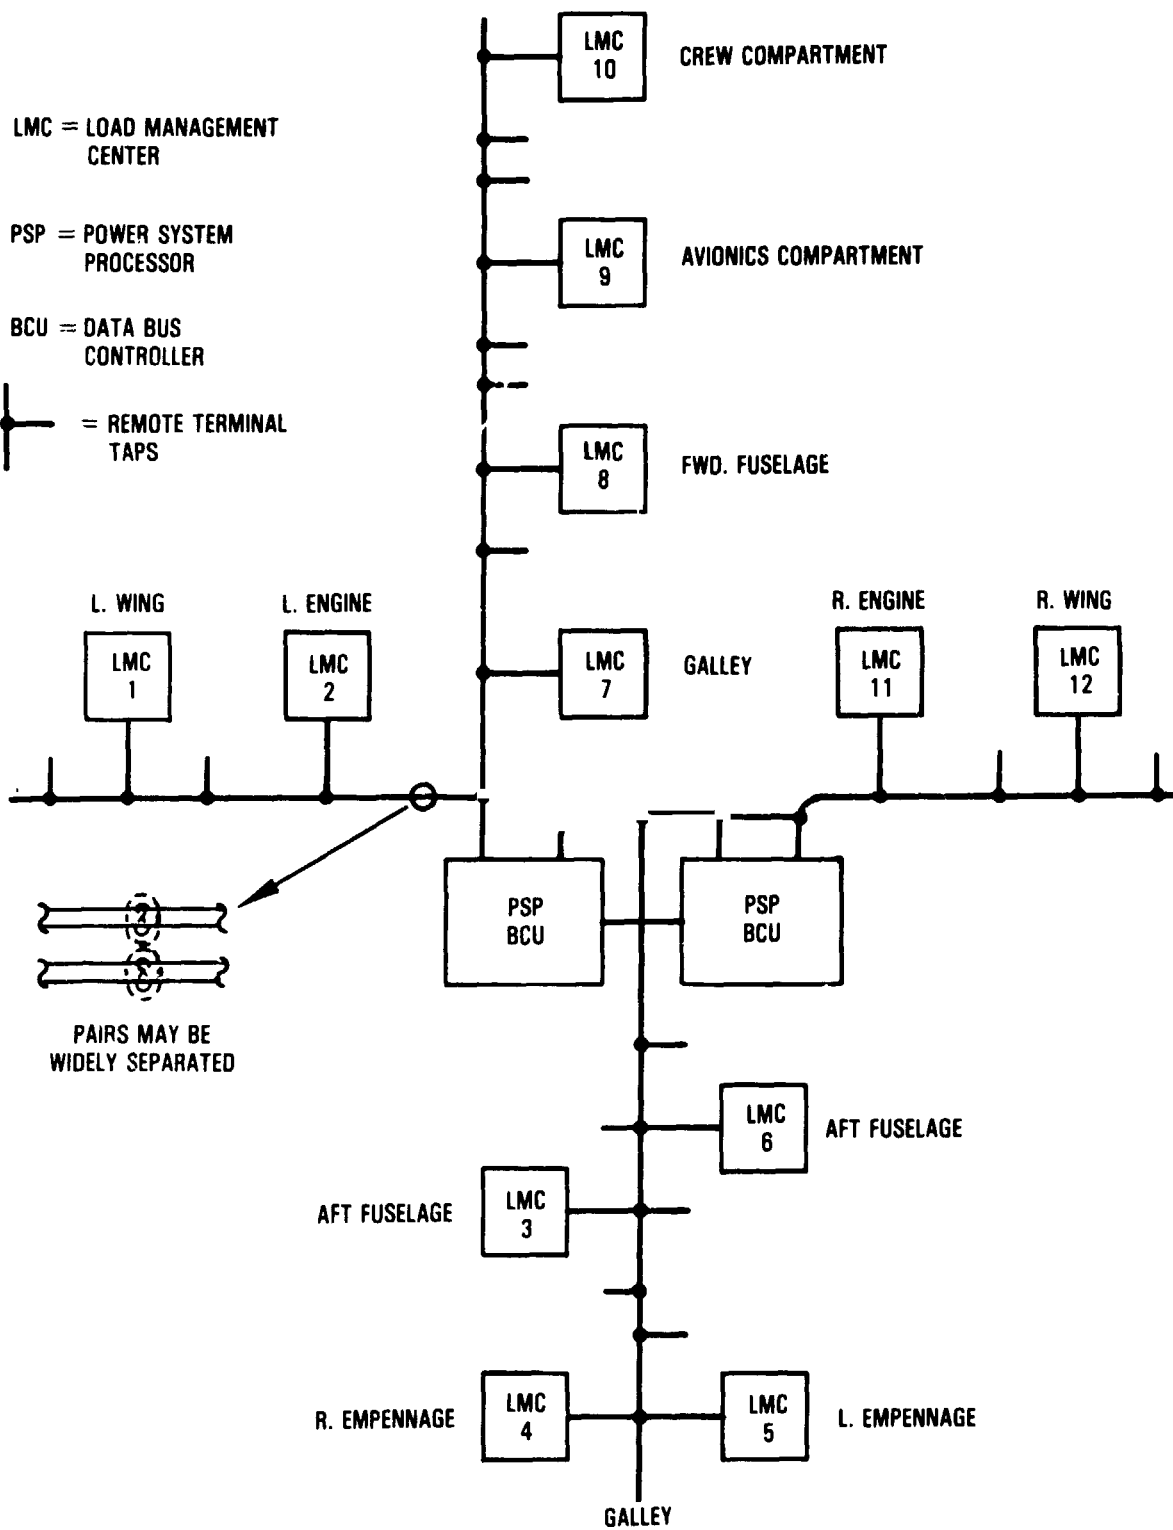 LMC
10
CREW COMPARTMENT
LMC = LOAD MANAGEMENT
CENTER
PSP = POWER SYSTEM
PROCESSOR
LMC
9
AVIONICS COMPARTMENT
BCU = DATA BUS
CONTROLLER
= REMOTE TERMINAL
TAPS
LMC
8
FWD. FUSELAGE
L. WING
L. ENGINE
R. ENGINE
R. WING
LMC
1
LMC
2
LMC
7
GALLEY
LMC
11
LMC
12
PSP
BCU
PSP
BCU
PAIRS MAY BE
WIDELY SEPARATED
LMC
6
AFT FUSELAGE
AFT FUSELAGE
LMC
3
R. EMPENNAGE
LMC
4
LMC
5
L. EMPENNAGE
GALLEY